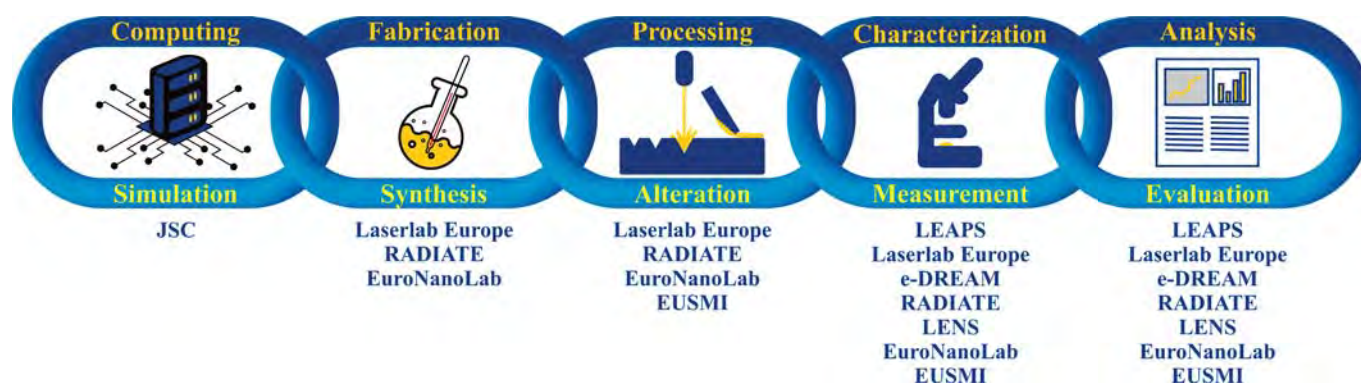 Computing
Simulation
JSC
Fabrication
Synthesis
Laserlab Europe
RADIATE
EuroNanoLab
Processing
Alteration
Laserlab Europe
RADIATE
EuroNanoLab
EUSMI
Characterization
Measurement
LEAPS
Laserlab Europe
e-DREAM
RADIATE
LENS
EuroNanoLab
EUSMI
Analysis
Evaluation
LEAPS
Laserlab Europe
e-DREAM
RADIATE
LENS
EuroNanoLab
EUSMI